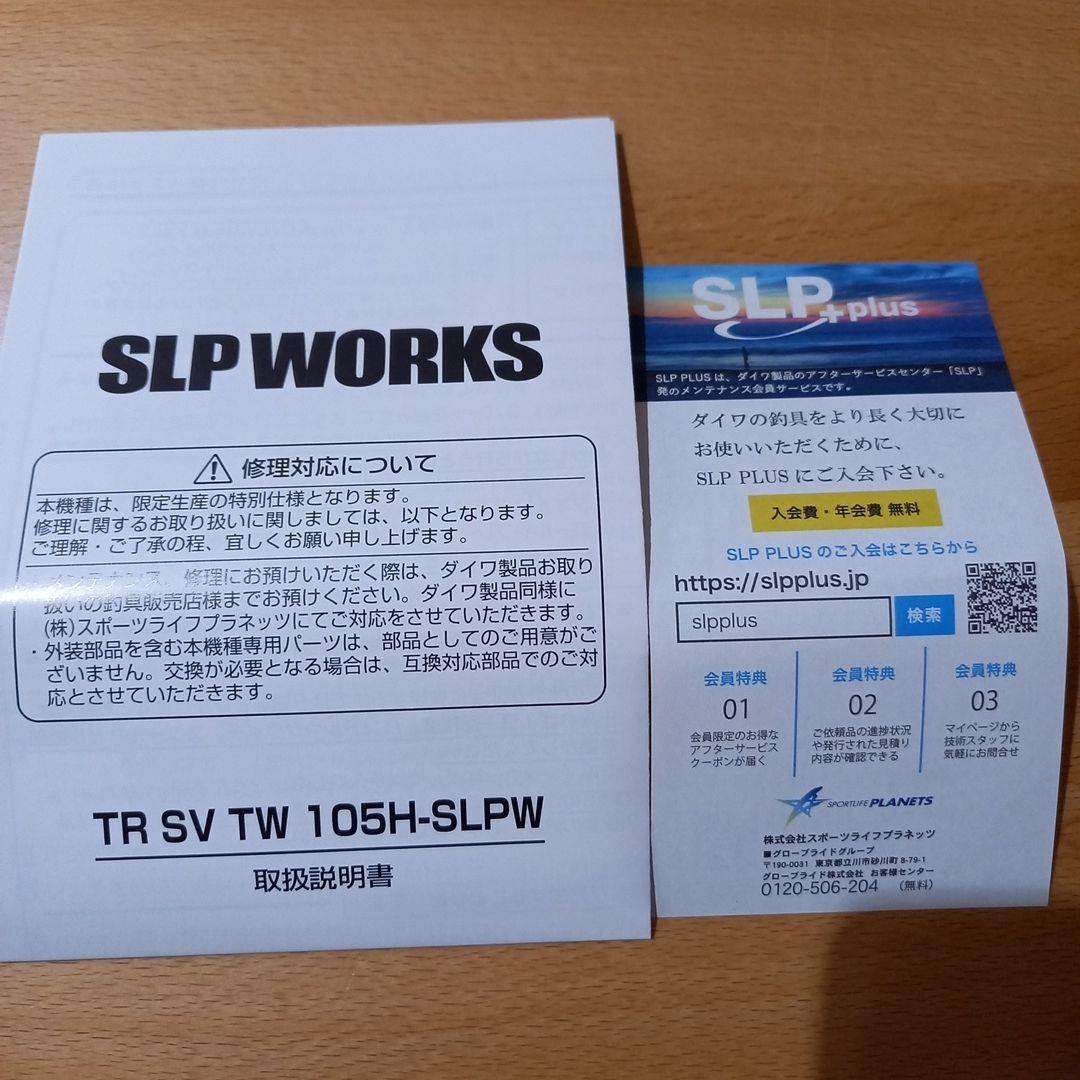 SLP WORKS
修理対応について
本機種は、限定生産の特別仕様となります。
修理に関するお取り扱いに関しましては、以下となります。
ご理解・ご了承の程、宜しくお願い申し上げます。
・メンテナンス、修理にお預けいただく際は、ダイワ製品お取り
扱いの釣具販売店様までお預けください。ダイワ製品同様に
(株)スポーツライフプラネッツにてご対応をさせていただきます。
・外装部品を含む本機種専用パーツは、部品としてのご用意がご
ざいません。交換が必要となる場合は、互換対応部品でのご対
応とさせていただきます。
TR SV TW 105H-SLPW
取扱説明書
SLP+plus
SLP PLUS は、ダイワ製品のアフターサービスセンター「SLP」
発のメンテナンス会員サービスです。
ダイワの釣具をより長く大切に
お使いいただくために、
SLP PLUS にご入会下さい。
入会費・年会費 無料
SLP PLUS のご入会はこちらから
https://slpplus.jp
slpplus 検索
会員特典
01
会員限定のお得な
アフターサービス
クーポンが届く
会員特典
02
ご依頼品の進捗状況
や発行された見積り
内容が確認できる
会員特典
03
マイページから
技術スタッフに
気軽にお問合せ
SPORTLIFE PLANETS
株式会社スポーツライフプラネッツ
■グローブライドグループ
〒190-0031 東京都立川市砂川町 8-79-1
グローブライド株式会社 お客様センター
0120-506-204 (無料)